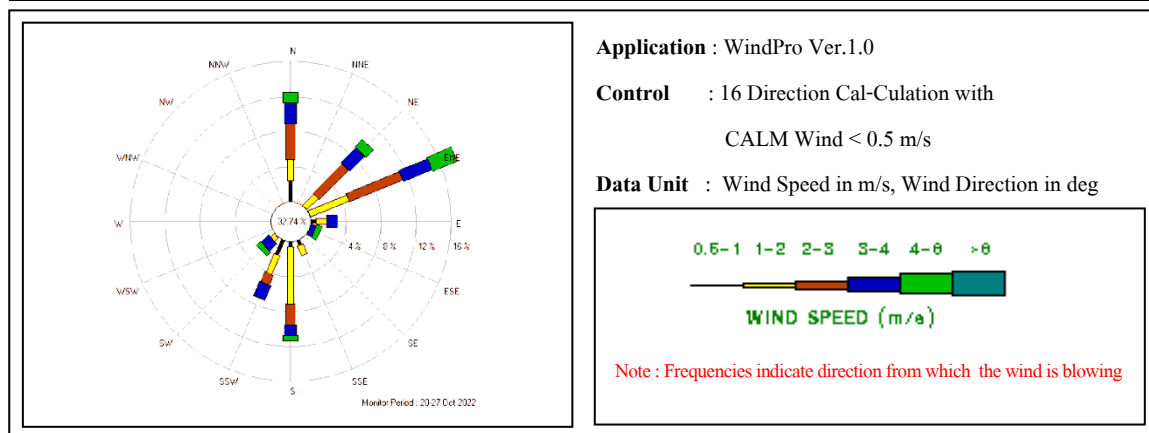 N
NNW
NNE
NW
NE
WNW
ENE
W
32.74 %
E
4 %
8 %
12 %
16 %
WSW
ESE
SW
SE
SSW
SSE
S
Monitor Period : 20-27 Oct 2022
Application : WindPro Ver.1.0
Control : 16 Direction Cal-Culation with
CALM Wind < 0.5 m/s
Data Unit : Wind Speed in m/s, Wind Direction in deg
0.5-1 1-2 2-3 3-4 4-6 >6
WIND SPEED (m/s)
Note : Frequencies indicate direction from which the wind is blowing